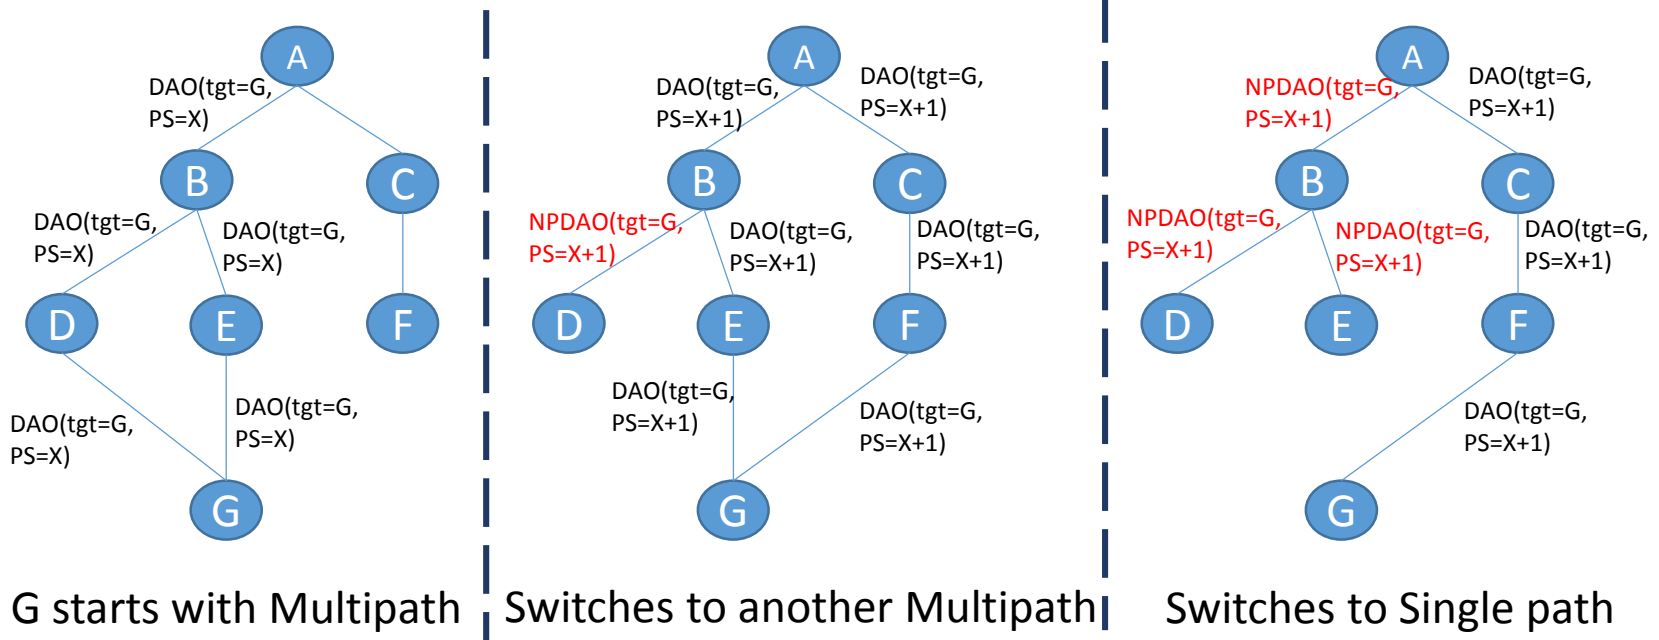 A
DAO(tgt=G,
PS=X)
B
C
DAO(tgt=G,
PS=X)
DAO(tgt=G,
PS=X)
D
E
F
DAO(tgt=G,
PS=X)
DAO(tgt=G,
PS=X)
G
G starts with Multipath
A
DAO(tgt=G,
PS=X+1)
DAO(tgt=G,
PS=X+1)
B
C
NPDAO(tgt=G,
PS=X+1)
DAO(tgt=G,
PS=X+1)
DAO(tgt=G,
PS=X+1)
D
E
F
DAO(tgt=G,
PS=X+1)
DAO(tgt=G,
PS=X+1)
G
Switches to another Multipath
A
NPDAO(tgt=G,
PS=X+1)
DAO(tgt=G,
PS=X+1)
B
C
NPDAO(tgt=G,
PS=X+1)
NPDAO(tgt=G,
PS=X+1)
DAO(tgt=G,
PS=X+1)
D
E
F
DAO(tgt=G,
PS=X+1)
G
Switches to Single path